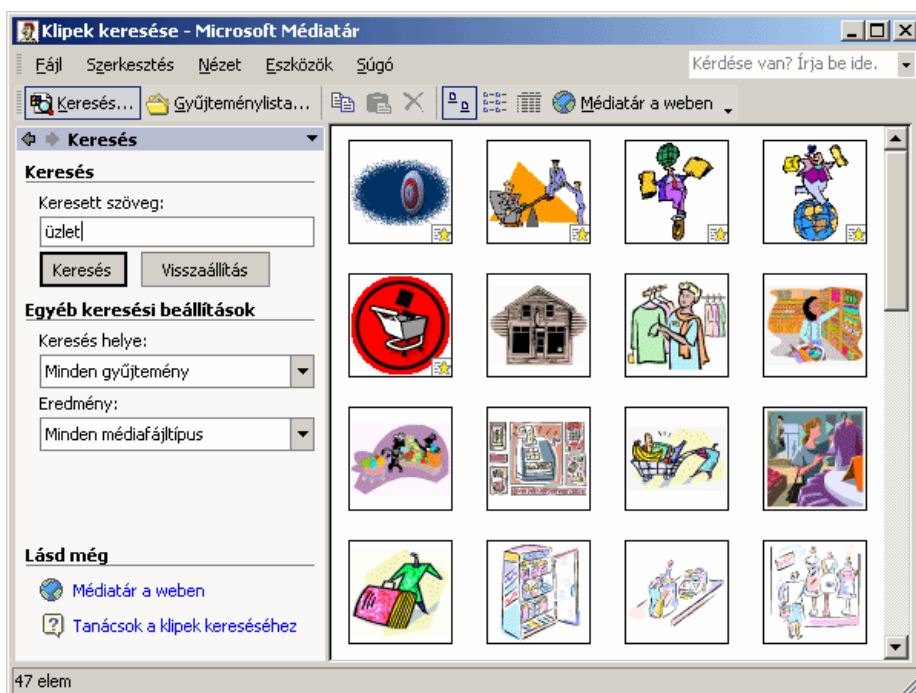 Klipek keresése - Microsoft Médiatár
Fájl Szerkesztés Nézet Eszközök Súgó Kérdése van? Írja be ide.
Keresés... Gyűjteménylista... Médiatár a weben
Keresés
Keresés
Keresett szöveg:
üzlet
Keresés Visszaállítás
Egyéb keresési beállítások
Keresés helye:
Minden gyűjtemény
Eredmény:
Minden médiafájltípus
Lásd még
Médiatár a weben
Tanácsok a klipek kereséséhez
47 elem